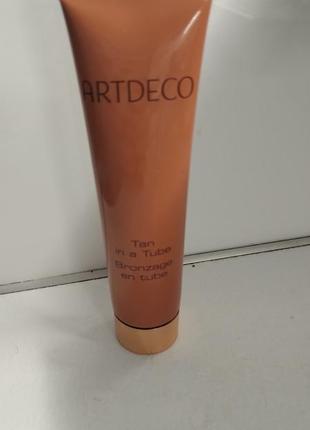 ARTDECO
Tan
in a Tube
Bronzage
en tube